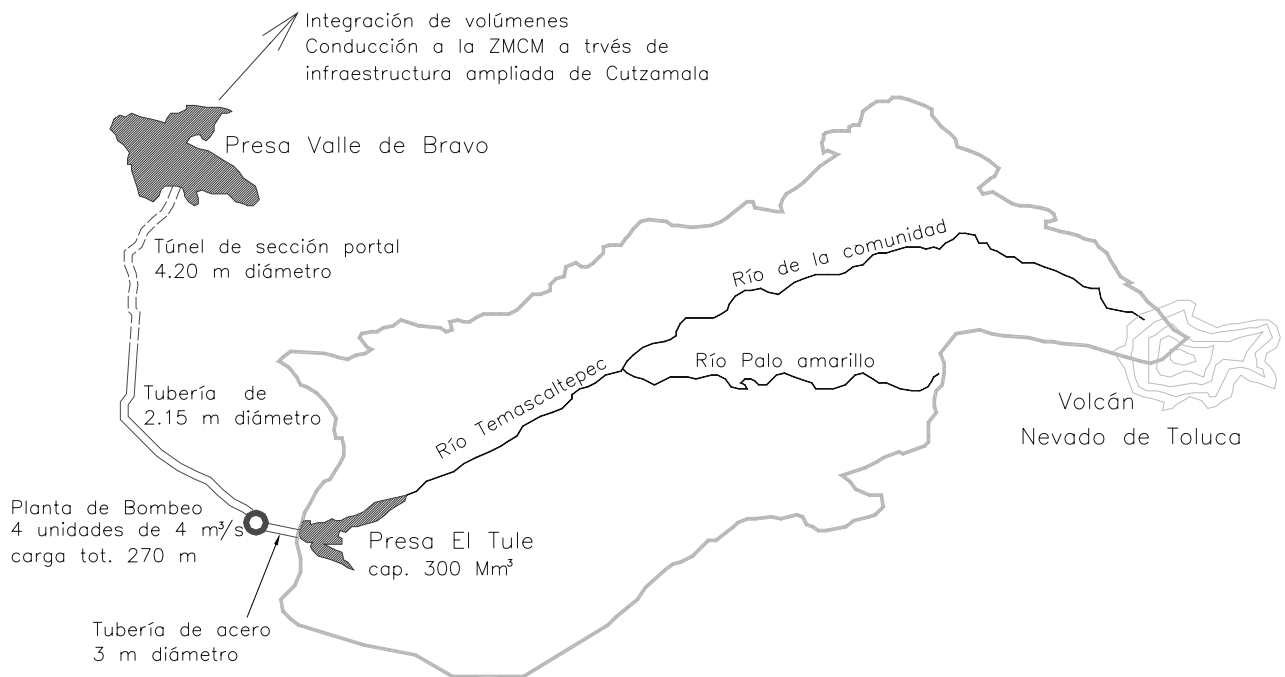 Integración de volúmenes
Conducción a la ZMCM a trvés de
infraestructura ampliada de Cutzamala
Presa Valle de Bravo
Túnel de sección portal
4.20 m diámetro
Río de la comunidad
Río Palo amarillo
Río Temascaltepec
Volcán
Nevado de Toluca
Tubería de
2.15 m diámetro
Planta de Bombeo
4 unidades de 4 m³/s
carga tot. 270 m
Presa El Tule
cap. 300 Mm³
Tubería de acero
3 m diámetro